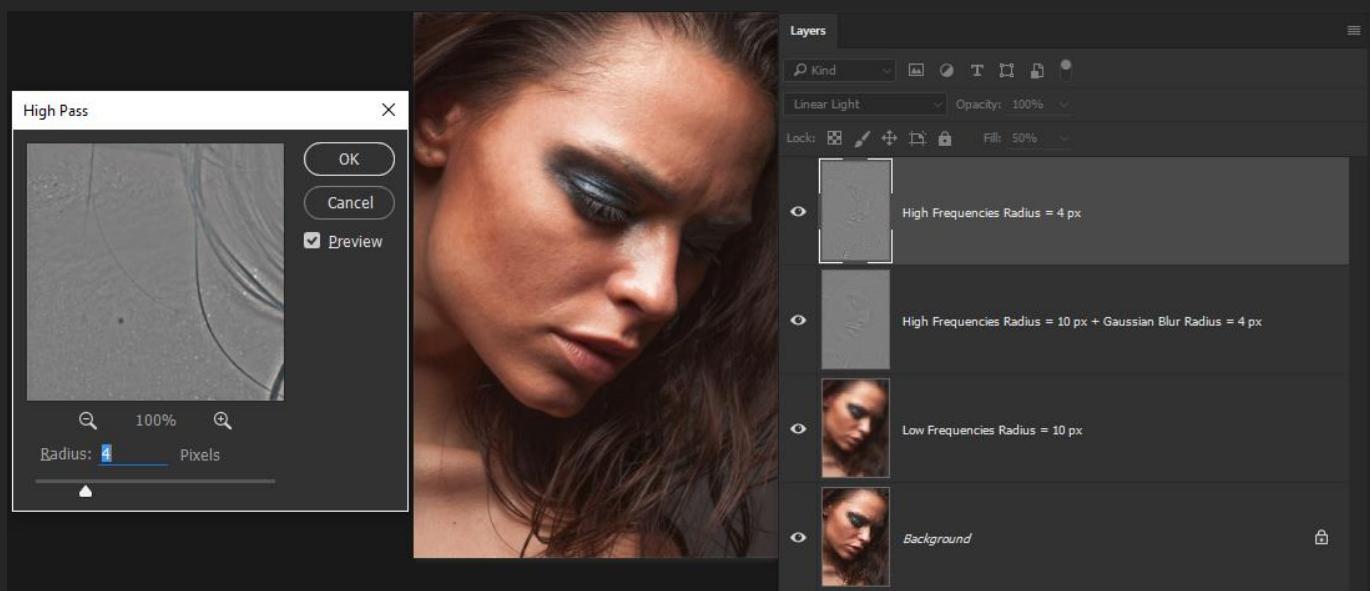 High Pass
OK
Cancel
Preview
100%
Radius: 4 Pixels
Layers
Kind
Linear Light
Opacity: 100%
Lock:
Fill: 50%
High Frequencies Radius = 4 px
High Frequencies Radius = 10 px + Gaussian Blur Radius = 4 px
Low Frequencies Radius = 10 px
Background